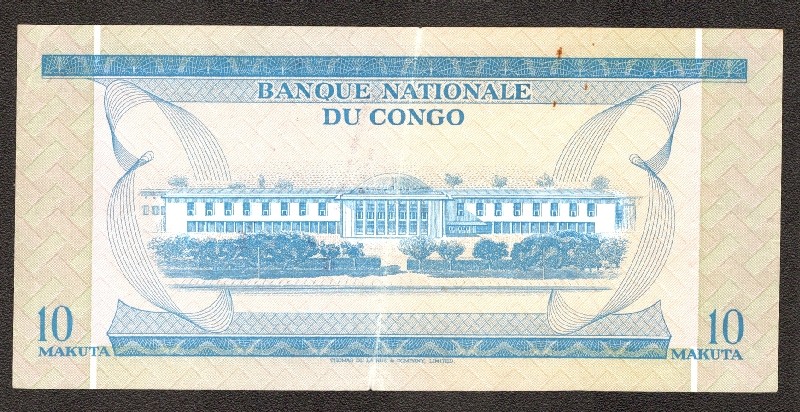 BANQUE NATIONALE
DU CONGO
10
MAKUTA
10
MAKUTA
THOMAS DE LA RUE & COMPANY, LIMITED.